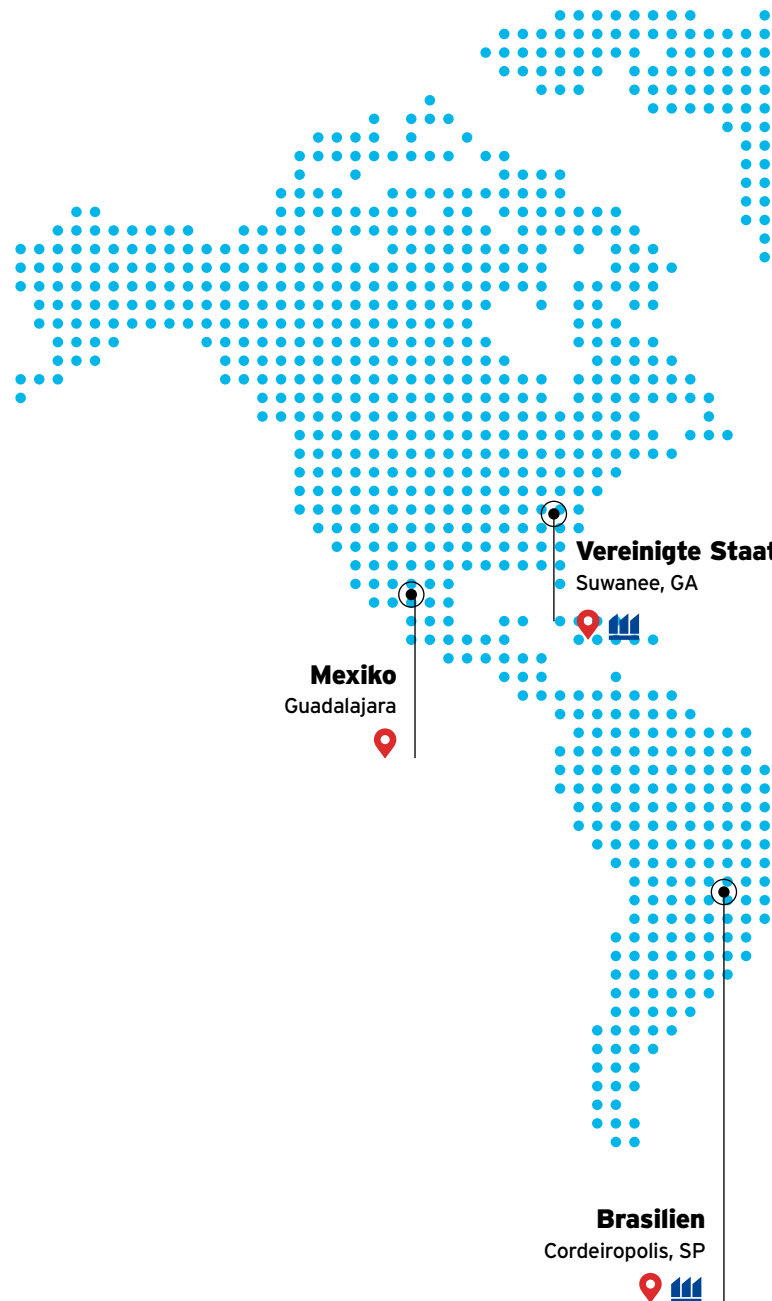 Vereinigte Staat
Suwanee, GA
Mexiko
Guadalajara
Brasilien
Cordeiropolis, SP